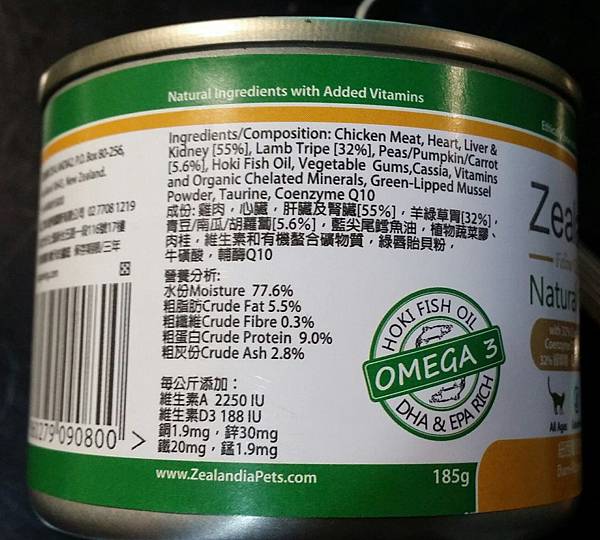 Natural Ingredients with Added Vitamins
P.O. Box 80-256,
New Zealand.
02 7708 1219
Ingredients/Composition: Chicken Meat, Heart, Liver &
Kidney [55%], Lamb Tripe [32%], Peas/Pumpkin/Carrot
[5.6%], Hoki Fish Oil, Vegetable Gums,Cassia, Vitamins
and Organic Chelated Minerals, Green-Lipped Mussel
Powder, Taurine, Coenzyme Q10
成份: 雞肉，心臟，肝臟及腎臟[55%]，羊綠草胃[32%]，
青豆/南瓜/胡蘿蔔[5.6%]，藍尖尾鱈魚油，植物蔬菜膠、
肉桂，維生素和有機螯合礦物質，綠唇貽貝粉，
牛磺酸，輔酶Q10
營養分析:
水份Moisture 77.6%
粗脂肪Crude Fat 5.5%
粗纖維Crude Fibre 0.3%
粗蛋白Crude Protein 9.0%
粗灰份Crude Ash 2.8%
每公斤添加：
維生素A 2250 IU
維生素D3 188 IU
銅1.9mg，鋅30mg
鐵20mg，錳1.9mg
HOKI FISH OIL
OMEGA 3
DHA & EPA RICH
60279 090800 >
www.ZealandiaPets.com
185g
Natural
All Ages